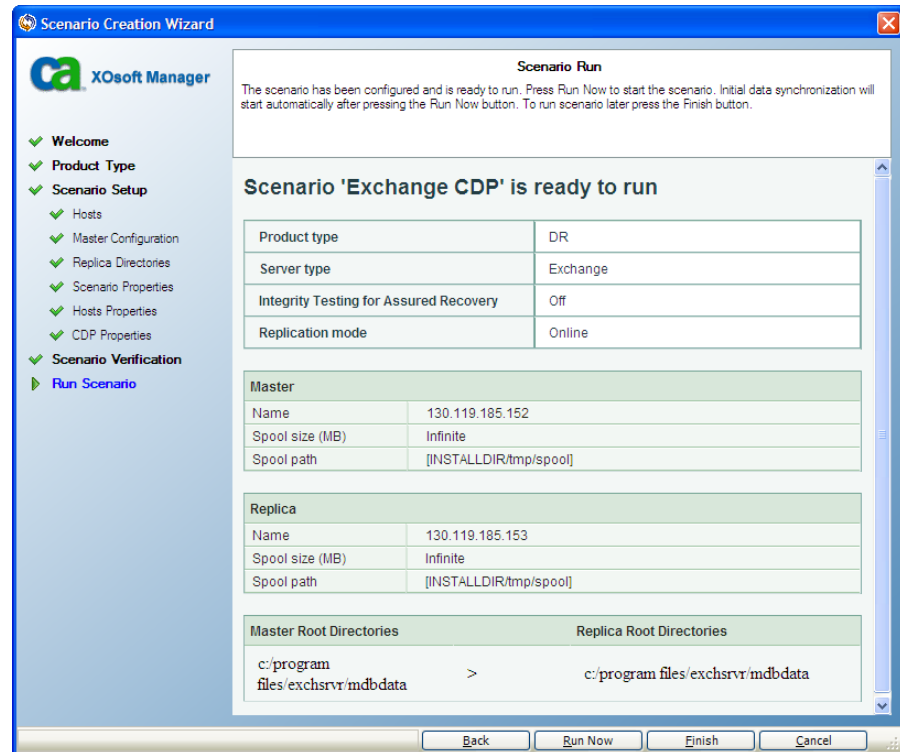 Scenario Creation Wizard
ca
XOsoft Manager
Welcome
Product Type
Scenario Setup
Hosts
Master Configuration
Replica Directories
Scenario Properties
Hosts Properties
CDP Properties
Scenario Verification
Run Scenario
Scenario Run
The scenario has been configured and is ready to run. Press Run Now to start the scenario. Initial data synchronization will
start automatically after pressing the Run Now button. To run scenario later press the Finish button.
Scenario 'Exchange CDP' is ready to run
Product type DR
Server type Exchange
Integrity Testing for Assured Recovery Off
Replication mode Online
Master
Name 130.119.185.152
Spool size (MB) Infinite
Spool path [INSTALLDIR/tmp/spool]
Replica
Name 130.119.185.153
Spool size (MB) Infinite
Spool path [INSTALLDIR/tmp/spool]
Master Root Directories Replica Root Directories
c:/program
files/exchsrvr/mdbdata > c:/program files/exchsrvr/mdbdata
Back Run Now Finish Cancel